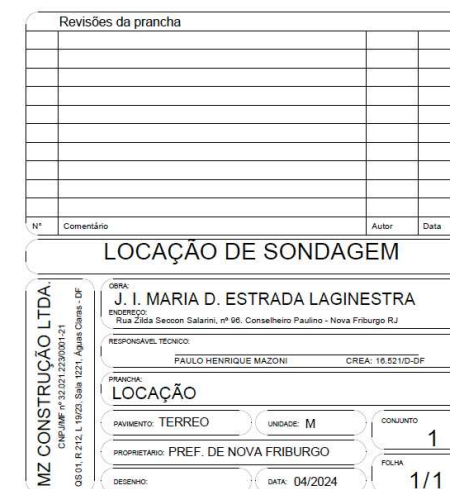 Revisões da prancha
Nº Comentário Autor Data
LOCAÇÃO DE SONDAGEM
MZ CONSTRUÇÃO LTDA.
CNPJ/MF nº 32.021.223/0001-21
QS 01, R 212, L 19/23, Sala 1221, Águas Claras - DF
OBRA:
J. I. MARIA D. ESTRADA LAGINESTRA
ENDEREÇO:
Rua Zilda Seccon Salarini, nº 96. Conselheiro Paulino - Nova Friburgo RJ
RESPONSÁVEL TÉCNICO:
PAULO HENRIQUE MAZONI CREA: 16.521/D-DF
PRANCHA:
LOCAÇÃO
PAVIMENTO: TERREO UNIDADE: M CONJUNTO
1
PROPRIETÁRIO: PREF. DE NOVA FRIBURGO
FOLHA
1/1
DESENHO: DATA: 04/2024